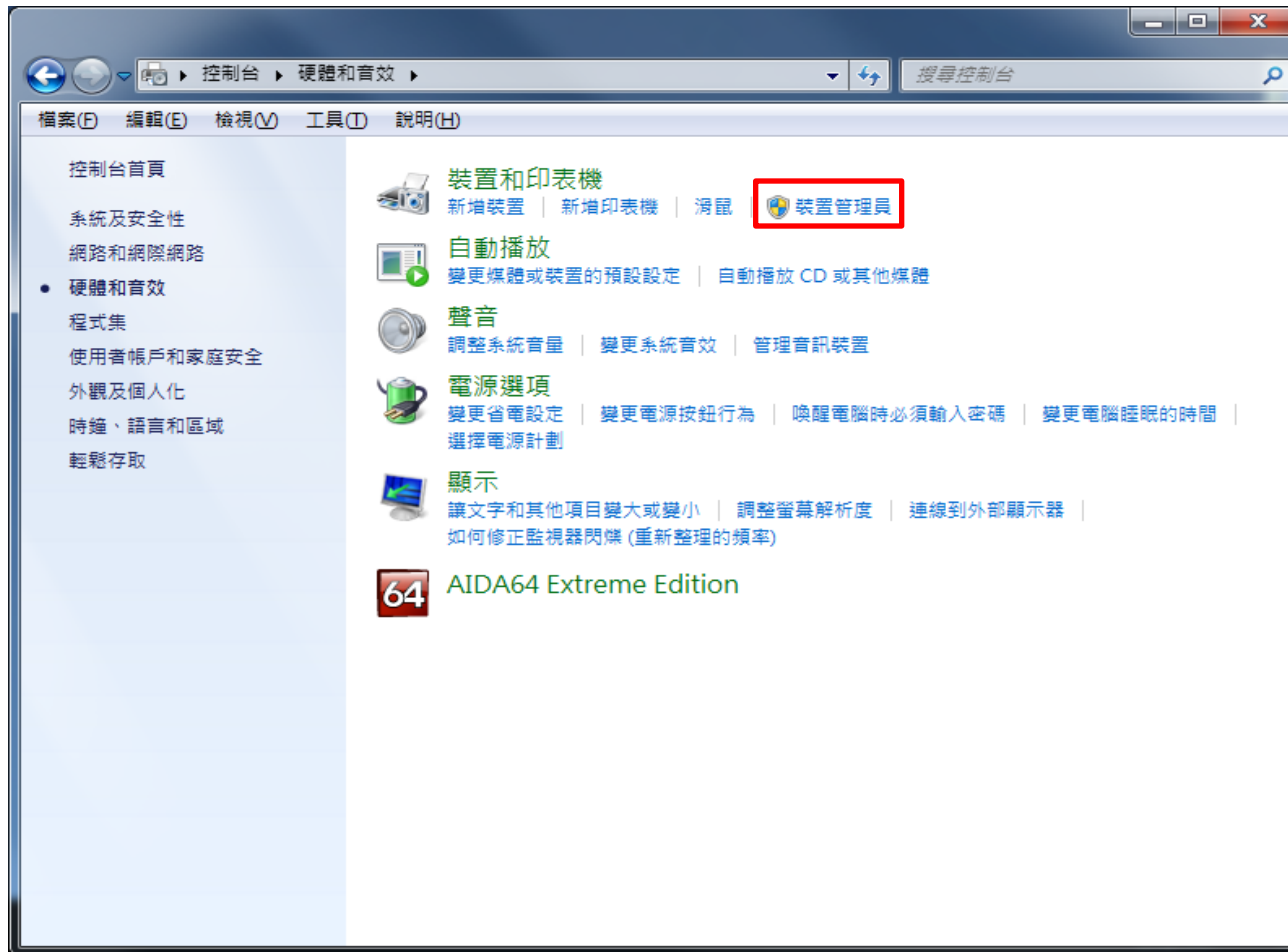 控制台 硬體和音效 搜尋控制台
檔案(F) 編輯(E) 檢視(V) 工具(T) 說明(H)
控制台首頁
系統及安全性
網路和網際網路
硬體和音效
程式集
使用者帳戶和家庭安全
外觀及個人化
時鐘、語言和區域
輕鬆存取
裝置和印表機
新增裝置 新增印表機 滑鼠 裝置管理員
自動播放
變更媒體或裝置的預設設定 自動播放 CD 或其他媒體
聲音
調整系統音量 變更系統音效 管理音訊裝置
電源選項
變更省電設定 變更電源按鈕行為 喚醒電腦時必須輸入密碼 變更電腦睡眠的時間
選擇電源計劃
顯示
讓文字和其他項目變大或變小 調整螢幕解析度 連線到外部顯示器
如何修正監視器閃爍 (重新整理的頻率)
64 AIDA64 Extreme Edition